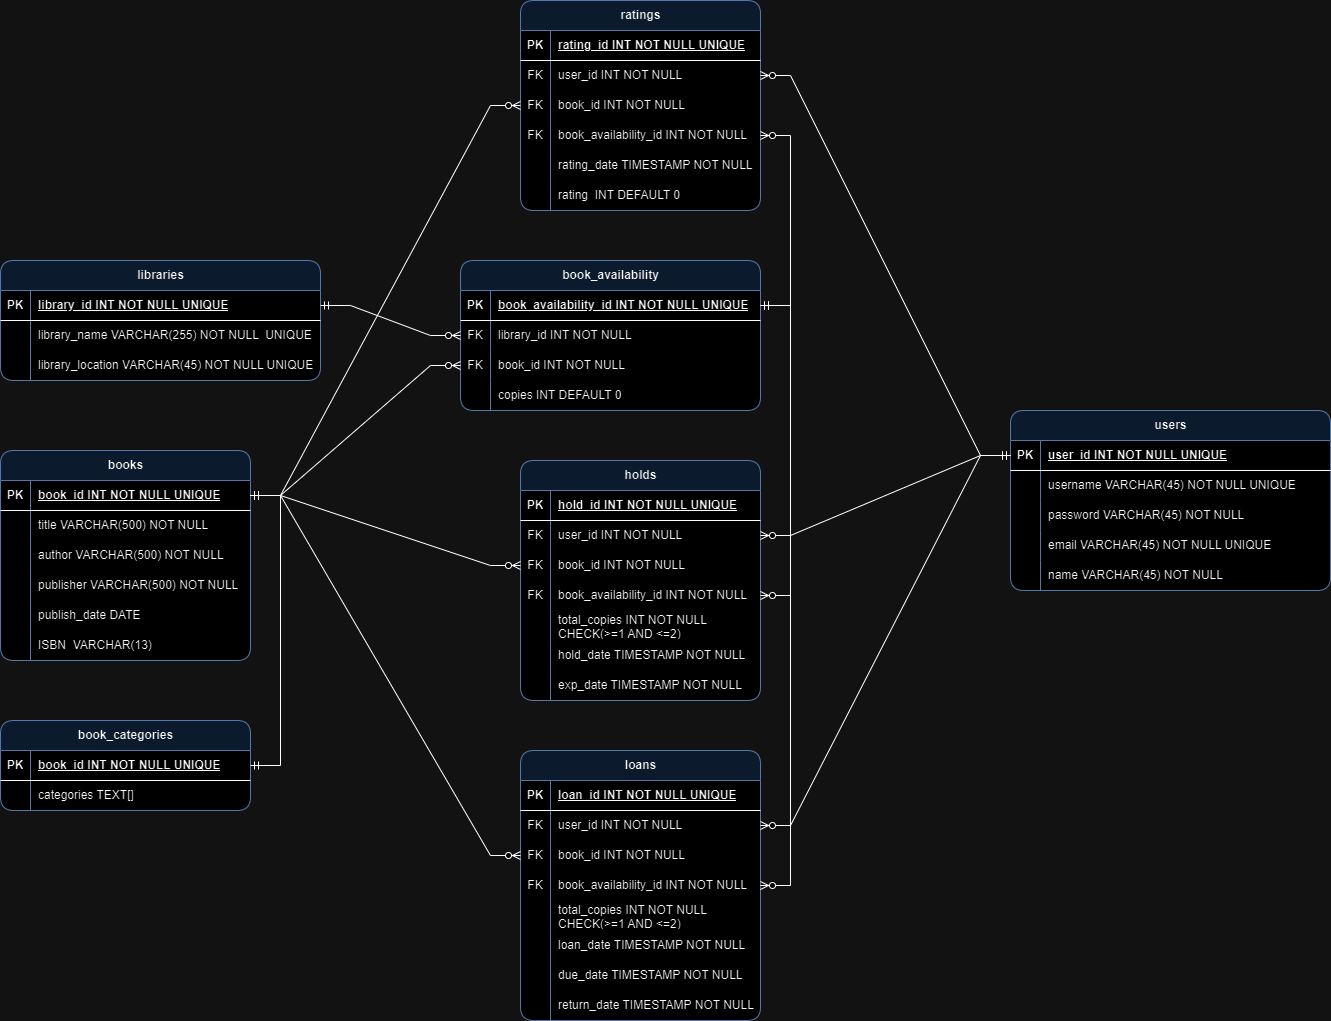 ratings
PK rating_id INT NOT NULL UNIQUE
FK user_id INT NOT NULL
FK book_id INT NOT NULL
FK book_availability_id INT NOT NULL
rating_date TIMESTAMP NOT NULL
rating  INT DEFAULT 0
libraries
PK library_id INT NOT NULL UNIQUE
library_name VARCHAR(255) NOT NULL  UNIQUE
library_location VARCHAR(45) NOT NULL UNIQUE
book_availability
PK book_availability_id INT NOT NULL UNIQUE
FK library_id INT NOT NULL
FK book_id INT NOT NULL
copies INT DEFAULT 0
books
PK book_id INT NOT NULL UNIQUE
title VARCHAR(500) NOT NULL
author VARCHAR(500) NOT NULL
publisher VARCHAR(500) NOT NULL
publish_date DATE
ISBN  VARCHAR(13)
holds
PK hold_id INT NOT NULL UNIQUE
FK user_id INT NOT NULL
FK book_id INT NOT NULL
FK book_availability_id INT NOT NULL
total_copies INT NOT NULL
CHECK(>=1 AND <=2)
hold_date TIMESTAMP NOT NULL
exp_date TIMESTAMP NOT NULL
users
PK user_id INT NOT NULL UNIQUE
username VARCHAR(45) NOT NULL UNIQUE
password VARCHAR(45) NOT NULL
email VARCHAR(45) NOT NULL UNIQUE
name VARCHAR(45) NOT NULL
book_categories
PK book_id INT NOT NULL UNIQUE
categories TEXT[]
loans
PK loan_id INT NOT NULL UNIQUE
FK user_id INT NOT NULL
FK book_id INT NOT NULL
FK book_availability_id INT NOT NULL
total_copies INT NOT NULL
CHECK(>=1 AND <=2)
loan_date TIMESTAMP NOT NULL
due_date TIMESTAMP NOT NULL
return_date TIMESTAMP NOT NULL